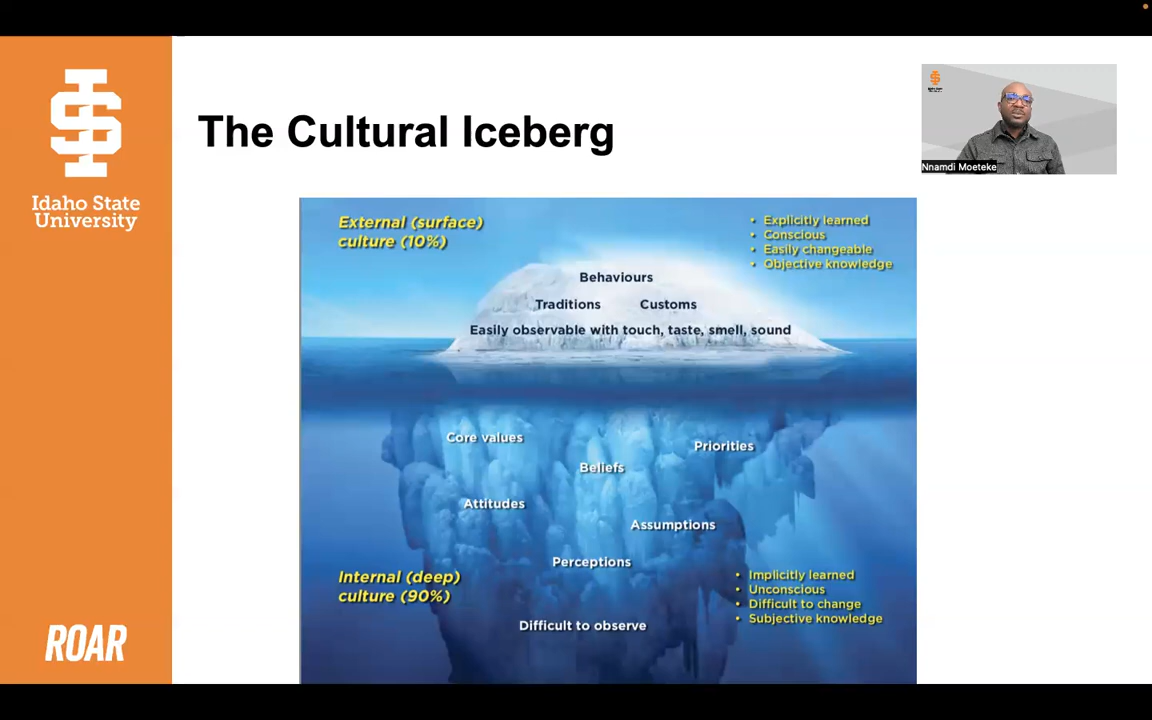 Idaho State
University
ROAR
The Cultural Iceberg
Nnamdi Moeteke
External (surface)
culture (10%)
• Explicitly learned
• Conscious
• Easily changeable
• Objective knowledge
Behaviours
Traditions Customs
Easily observable with touch, taste, smell, sound
Core values
Priorities
Beliefs
Attitudes
Assumptions
Perceptions
Internal (deep)
culture (90%)
• Implicitly learned
• Unconscious
• Difficult to change
• Subjective knowledge
Difficult to observe